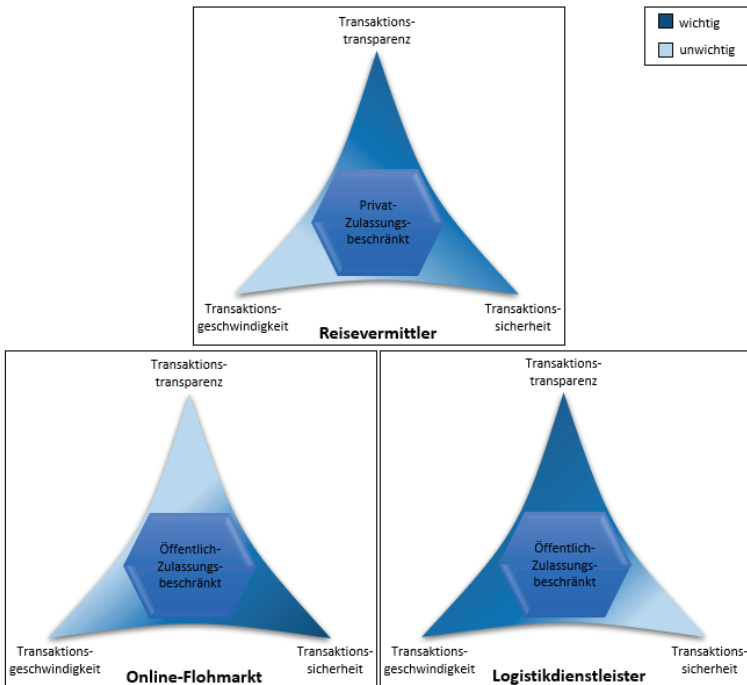 Transaktions-
transparenz
wichtig
unwichtig
Privat-
Zulassungs-
beschränkt
Transaktions-
geschwindigkeit
Transaktions-
sicherheit
Reisevermittler
Transaktions-
transparenz
Öffentlich-
Zulassungs-
beschränkt
Transaktions-
geschwindigkeit
Transaktions-
sicherheit
Online-Flohmarkt
Transaktions-
transparenz
Öffentlich-
Zulassungs-
beschränkt
Transaktions-
geschwindigkeit
Transaktions-
sicherheit
Logistikdienstleister